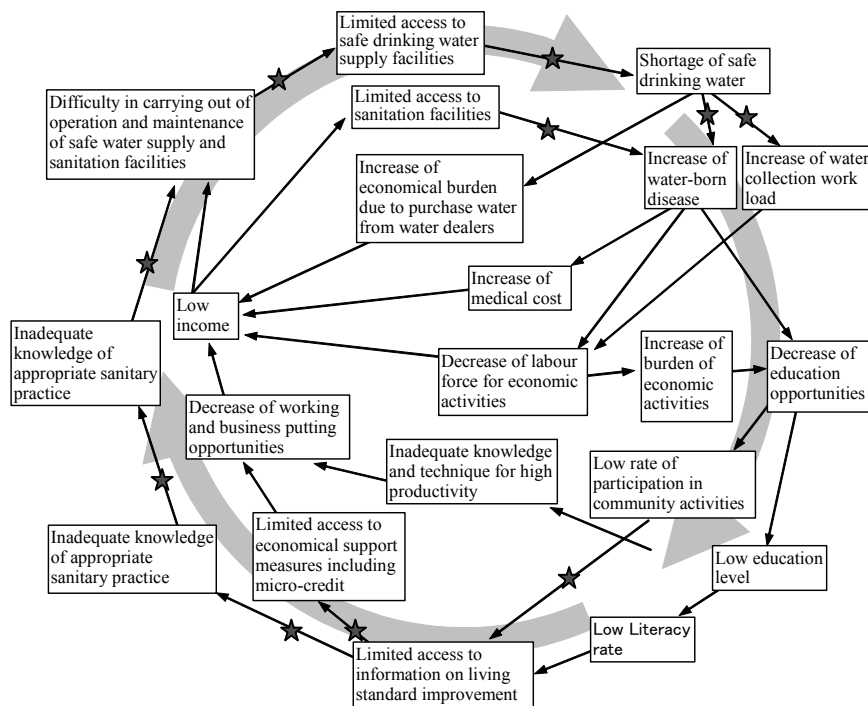 Limited access to
safe drinking water
supply facilities
Shortage of safe
drinking water
Difficulty in carrying out of
operation and maintenance
of safe water supply and
sanitation facilities
Limited access to
sanitation facilities
Increase of
water-born
disease
Increase of water
collection work
load
Increase of
economical burden
due to purchase water
from water dealers
Increase of
medical cost
Low
income
Inadequate
knowledge of
appropriate sanitary
practice
Decrease of labour
force for economic
activities
Increase of
burden of
economic
activities
Decrease of
education
opportunities
Decrease of working
and business putting
opportunities
Inadequate knowledge
and technique for high
productivity
Low rate of
participation in
community activities
Inadequate knowledge
of appropriate
sanitary practice
Limited access to
economical support
measures including
micro-credit
Low education
level
Low Literacy
rate
Limited access to
information on living
standard improvement